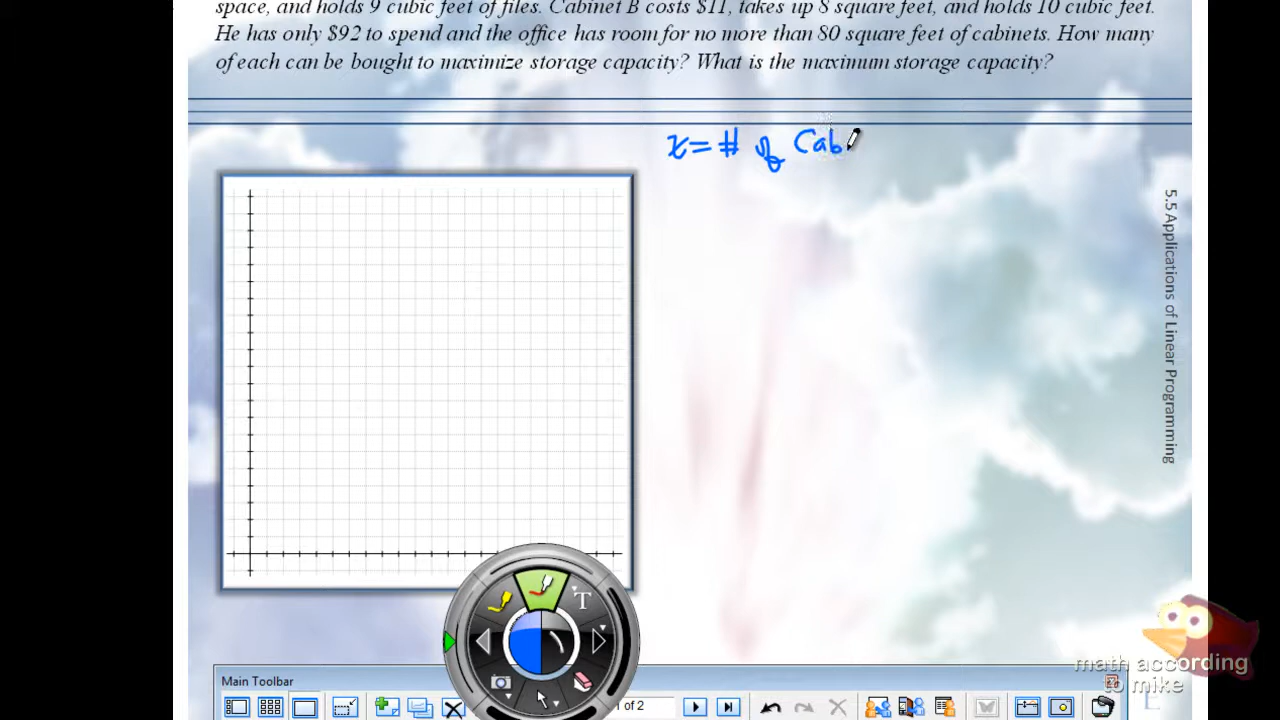 space, and holds 9 cubic feet of files. Cabinet B costs $11, takes up 8 square feet, and holds 10 cubic feet.
He has only $92 to spend and the office has room for no more than 80 square feet of cabinets. How many
of each can be bought to maximize storage capacity? What is the maximum storage capacity?
x = # of Cab
5.5 Applications of Linear Programming
T
math according
to mike
Main Toolbar
1 of 2